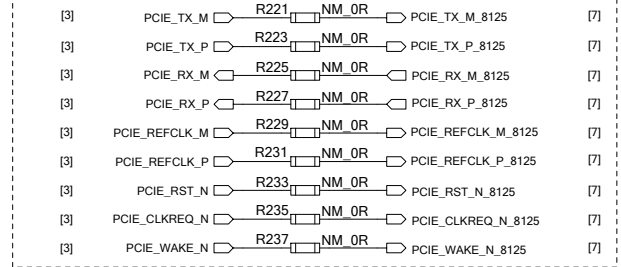 [3] PCIE_TX_M R221 NM_0R PCIE_TX_M_8125 [7]
[3] PCIE_TX_P R223 NM_0R PCIE_TX_P_8125 [7]
[3] PCIE_RX_M R225 NM_0R PCIE_RX_M_8125 [7]
[3] PCIE_RX_P R227 NM_0R PCIE_RX_P_8125 [7]
[3] PCIE_REFCLK_M R229 NM_0R PCIE_REFCLK_M_8125 [7]
[3] PCIE_REFCLK_P R231 NM_0R PCIE_REFCLK_P_8125 [7]
[3] PCIE_RST_N R233 NM_0R PCIE_RST_N_8125 [7]
[3] PCIE_CLKREQ_N R235 NM_0R PCIE_CLKREQ_N_8125 [7]
[3] PCIE_WAKE_N R237 NM_0R PCIE_WAKE_N_8125 [7]